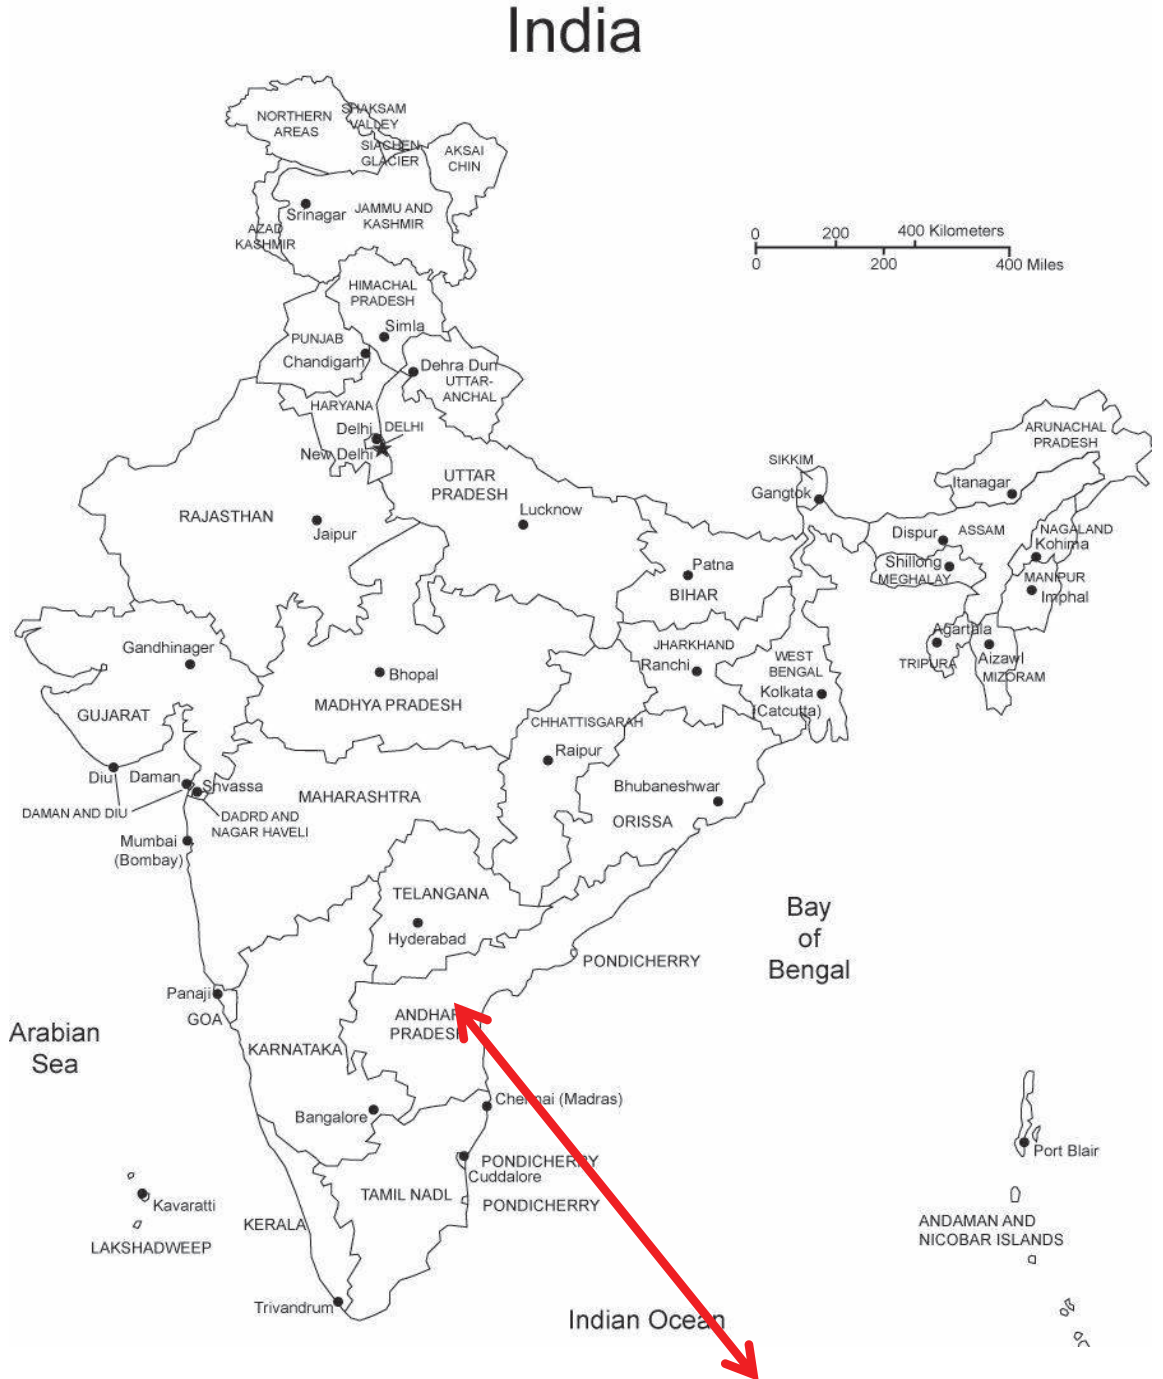 India
NORTHERN
AREAS
SHAKSAM
VALLEY
SIACHEN
GLACIER
AKSAI
CHIN
Srinagar
JAMMU AND
KASHMIR
AZAD
KASHMIR
0 200 400 Kilometers
0 200 400 Miles
HIMACHAL
PRADESH
Simla
PUNJAB
Chandigarh
Dehra Dun
UTTAR-
ANCHAL
HARYANA
Delhi
DELHI
New Delhi
ARUNACHAL
PRADESH
SIKKIM
Gangtok
Itanagar
UTTAR
PRADESH
RAJASTHAN
Jaipur
Lucknow
Dispur
ASSAM
NAGALAND
Kohima
Shillong
MEGHALAY
MANIPUR
Imphal
Patna
BIHAR
Agartala
TRIPURA
Aizawl
MIZORAM
Gandhinager
JHARKHAND
Ranchi
WEST
BENGAL
Kolkata
(Catcutta)
Bhopal
GUJARAT
MADHYA PRADESH
CHHATTISGARAH
Raipur
Diu
Daman
Shvassa
DAMAN AND DIU
DADRD AND
NAGAR HAVELI
MAHARASHTRA
Bhubaneshwar
ORISSA
Mumbai
(Bombay)
TELANGANA
Hyderabad
Bay
of
Bengal
PONDICHERRY
Panaji
GOA
Arabian
Sea
KARNATAKA
PRADESH
Bangalore
Chennai (Madras)
PONDICHERRY
Cuddalore
TAMIL NADL
PONDICHERRY
Port Blair
Kavaratti
LAKSHADWEEP
KERALA
ANDAMAN AND
NICOBAR ISLANDS
Trivandrum
Indian Ocean